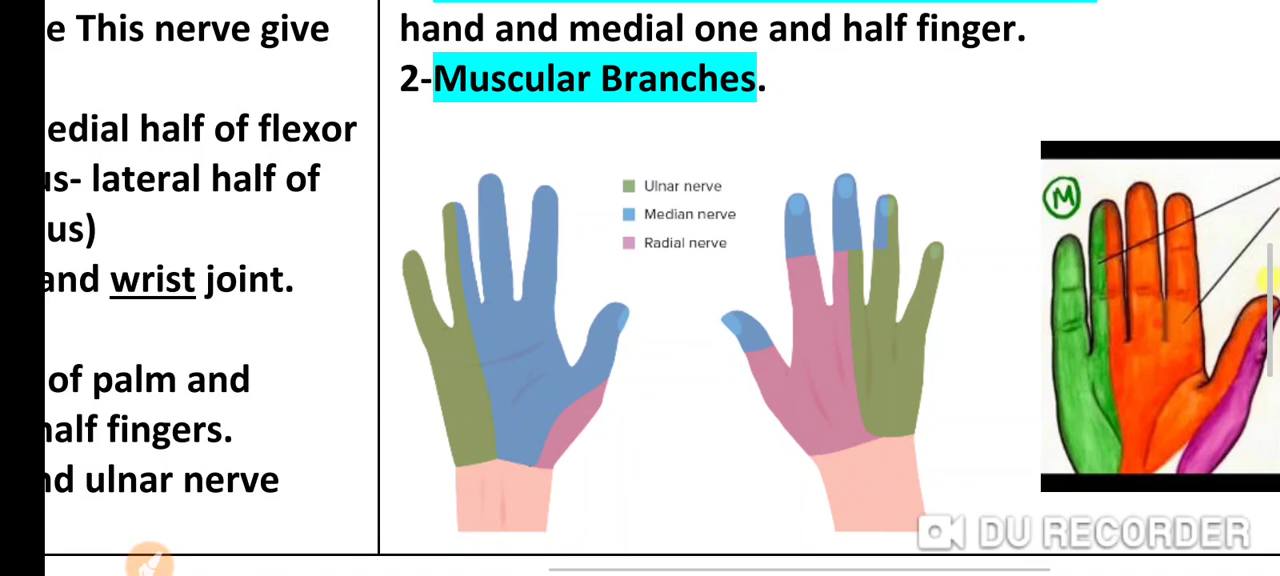 e This nerve give
edial half of flexor
us- lateral half of
us)
and wrist joint.
of palm and
half fingers.
nd ulnar nerve
hand and medial one and half finger.
2-Muscular Branches.
Ulnar nerve
Median nerve
Radial nerve
M
DU RECORDER